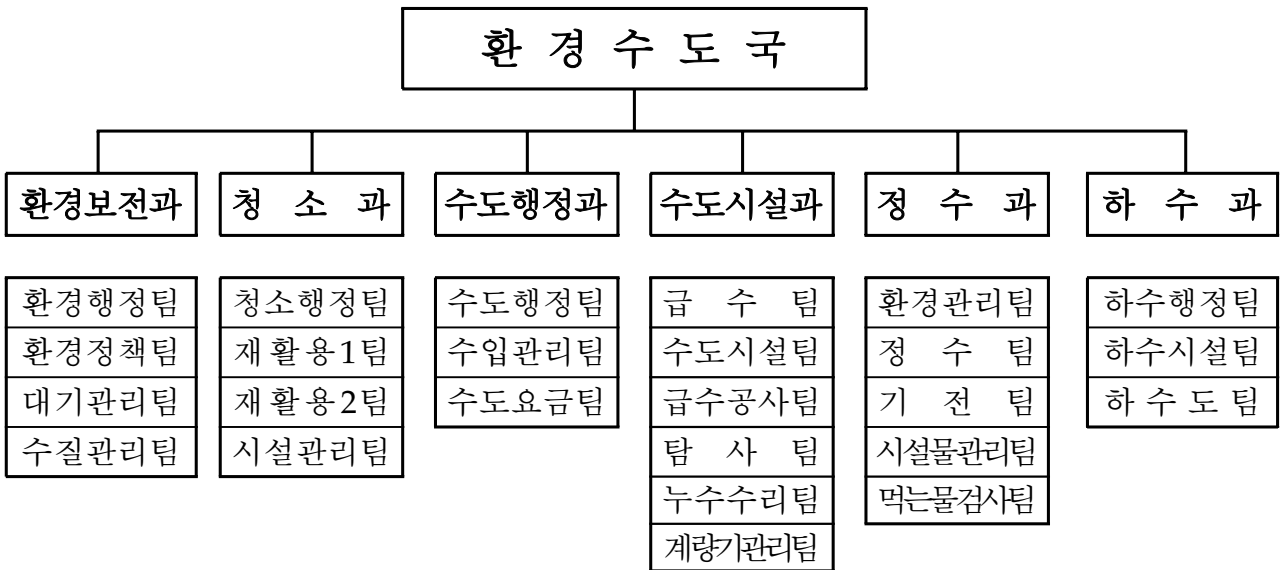 환 경 수 도 국
환경보전과
청 소 과
수도행정과
수도시설과
정 수 과
하 수 과
환경행정팀
환경정책팀
대기관리팀
수질관리팀
청소행정팀
재활용1팀
재활용2팀
시설관리팀
수도행정팀
수입관리팀
수도요금팀
급 수 팀
수도시설팀
급수공사팀
탐 사 팀
누수수리팀
계량기관리팀
환경관리팀
정 수 팀
기 전 팀
시설물관리팀
먹는물검사팀
하수행정팀
하수시설팀
하 수 도 팀